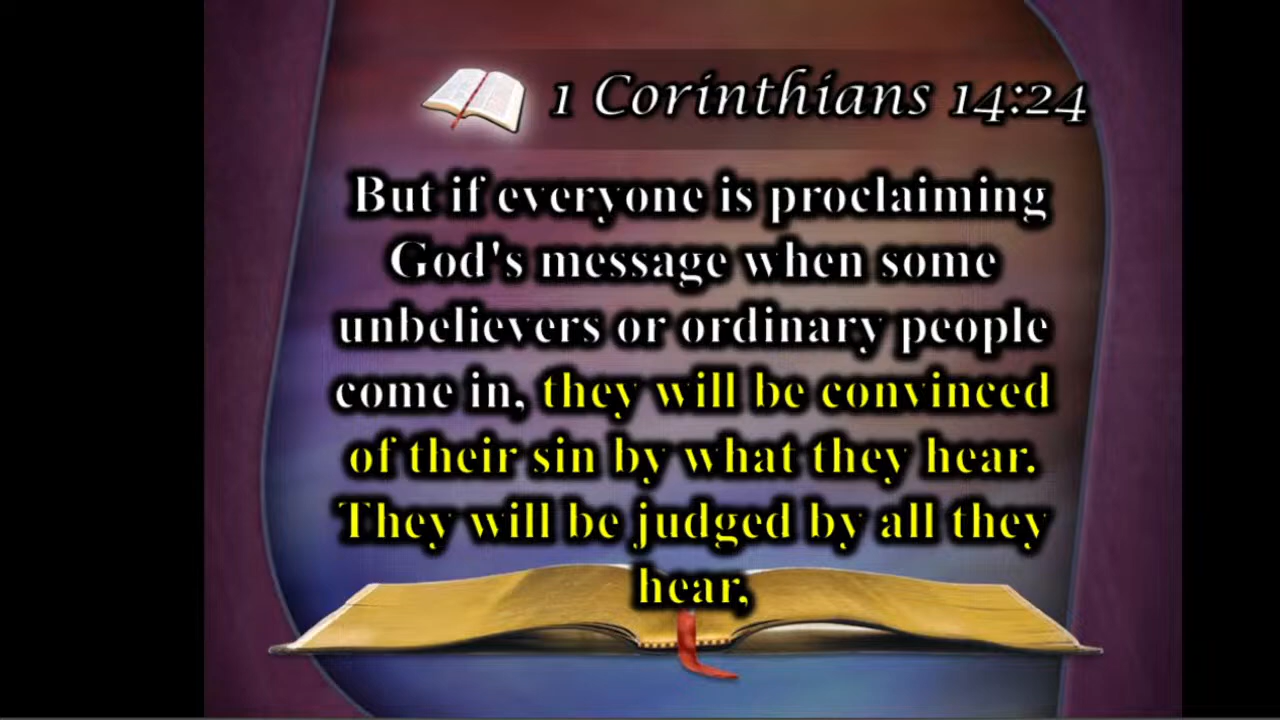 1 Corinthians 14:24
But if everyone is proclaiming
God's message when some
unbelievers or ordinary people
come in, they will be convinced
of their sin by what they hear.
They will be judged by all they
hear,